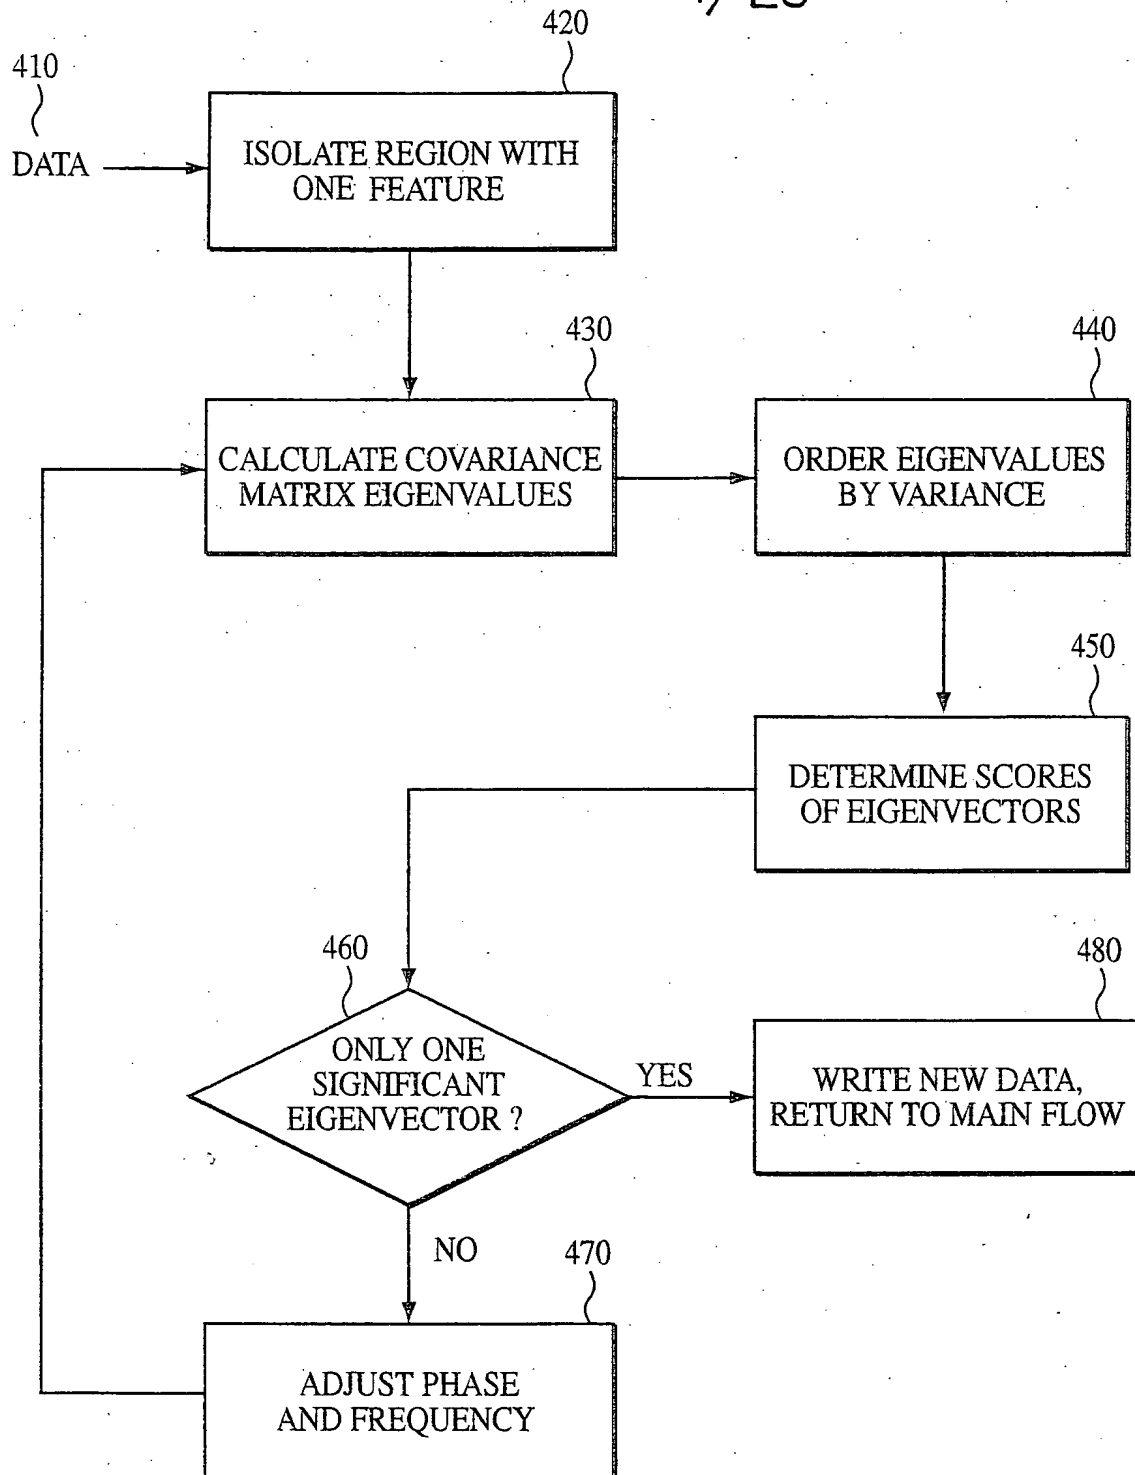 420
410
DATA
ISOLATE REGION WITH
ONE FEATURE
430
440
CALCULATE COVARIANCE
MATRIX EIGENVALUES
ORDER EIGENVALUES
BY VARIANCE
450
DETERMINE SCORES
OF EIGENVECTORS
460
480
ONLY ONE
SIGNIFICANT
EIGENVECTOR ?
YES
WRITE NEW DATA,
RETURN TO MAIN FLOW
NO
470
ADJUST PHASE
AND FREQUENCY